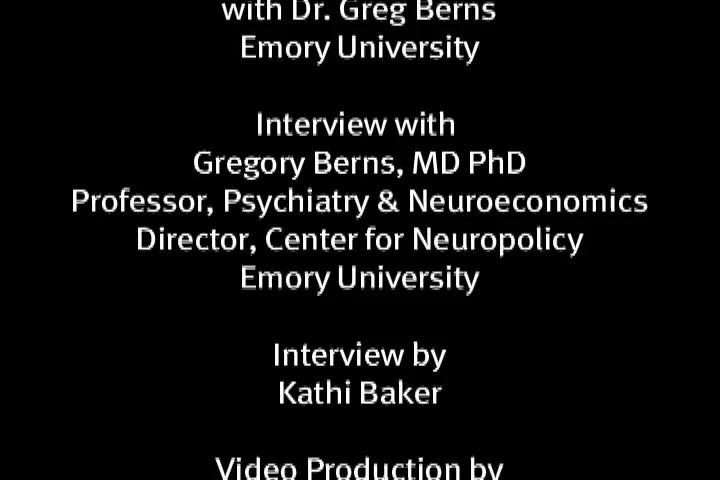 with Dr. Greg Berns
Emory University
Interview with
Gregory Berns, MD PhD
Professor, Psychiatry & Neuroeconomics
Director, Center for Neuropolicy
Emory University
Interview by
Kathi Baker
Video Production by